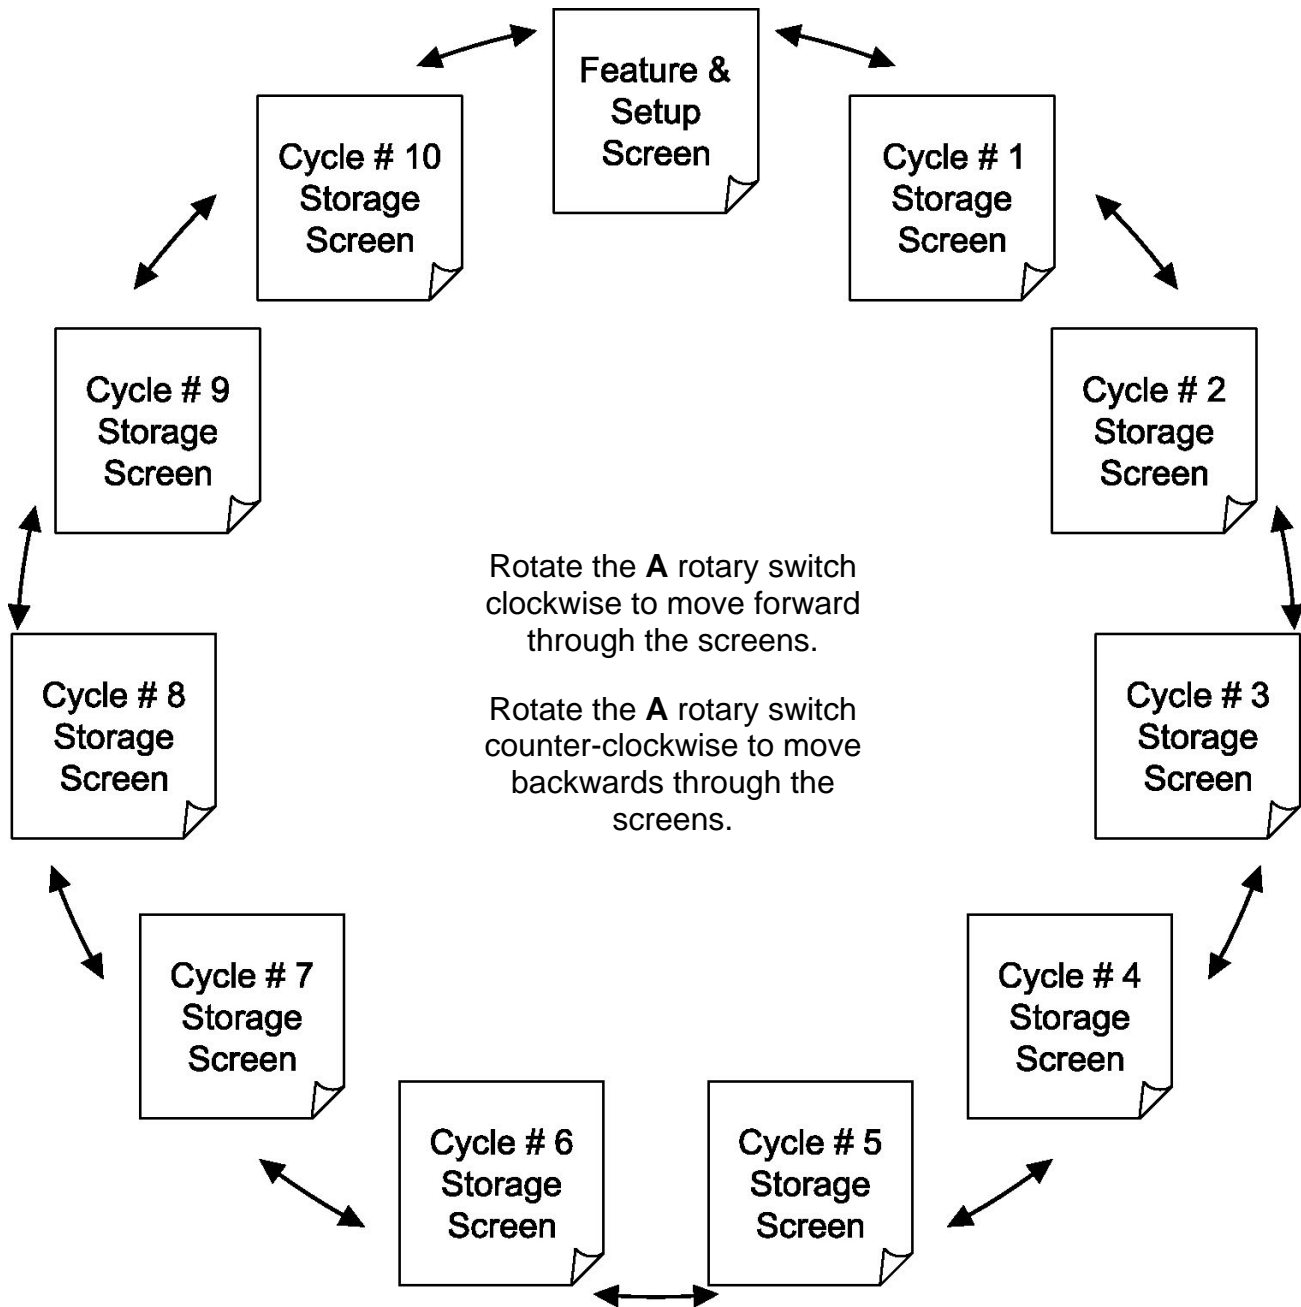 Feature &
Setup
Screen
Cycle # 1
Storage
Screen
Cycle # 2
Storage
Screen
Cycle # 3
Storage
Screen
Cycle # 4
Storage
Screen
Cycle # 5
Storage
Screen
Cycle # 6
Storage
Screen
Cycle # 7
Storage
Screen
Cycle # 8
Storage
Screen
Cycle # 9
Storage
Screen
Cycle # 10
Storage
Screen
Rotate the A rotary switch
clockwise to move forward
through the screens.
Rotate the A rotary switch
counter-clockwise to move
backwards through the
screens.